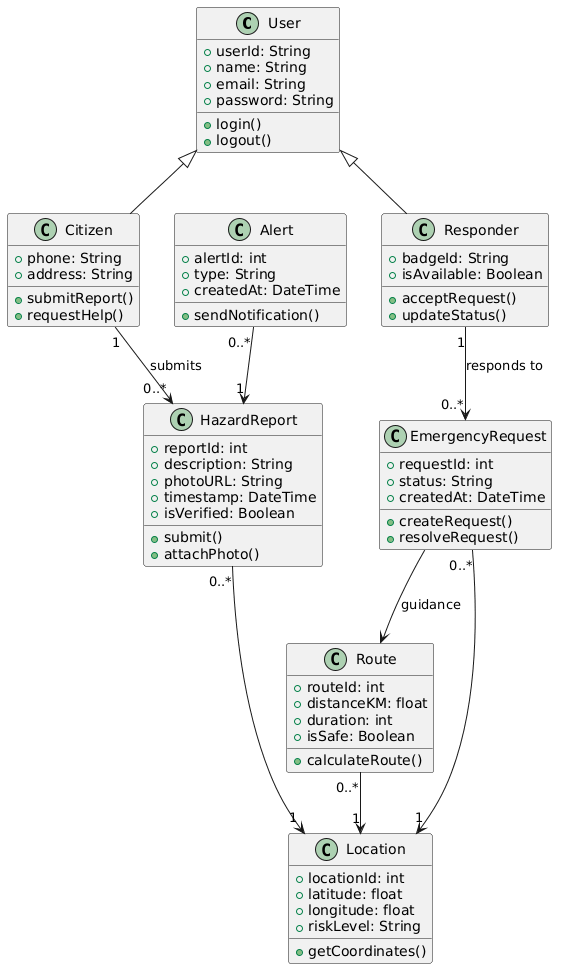 C User
userId: String
name: String
email: String
password: String
login()
logout()
C Citizen
phone: String
address: String
submitReport()
requestHelp()
C Alert
alertId: int
type: String
createdAt: DateTime
sendNotification()
C Responder
badgeId: String
isAvailable: Boolean
acceptRequest()
updateStatus()
1
submits
0..*
0..*
1
1
responds to
0..*
C HazardReport
reportId: int
description: String
photoURL: String
timestamp: DateTime
isVerified: Boolean
submit()
attachPhoto()
C EmergencyRequest
requestId: int
status: String
createdAt: DateTime
createRequest()
resolveRequest()
0..*
0..*
guidance
C Route
routeId: int
distanceKM: float
duration: int
isSafe: Boolean
calculateRoute()
0..*
1
1
1
C Location
locationId: int
latitude: float
longitude: float
riskLevel: String
getCoordinates()